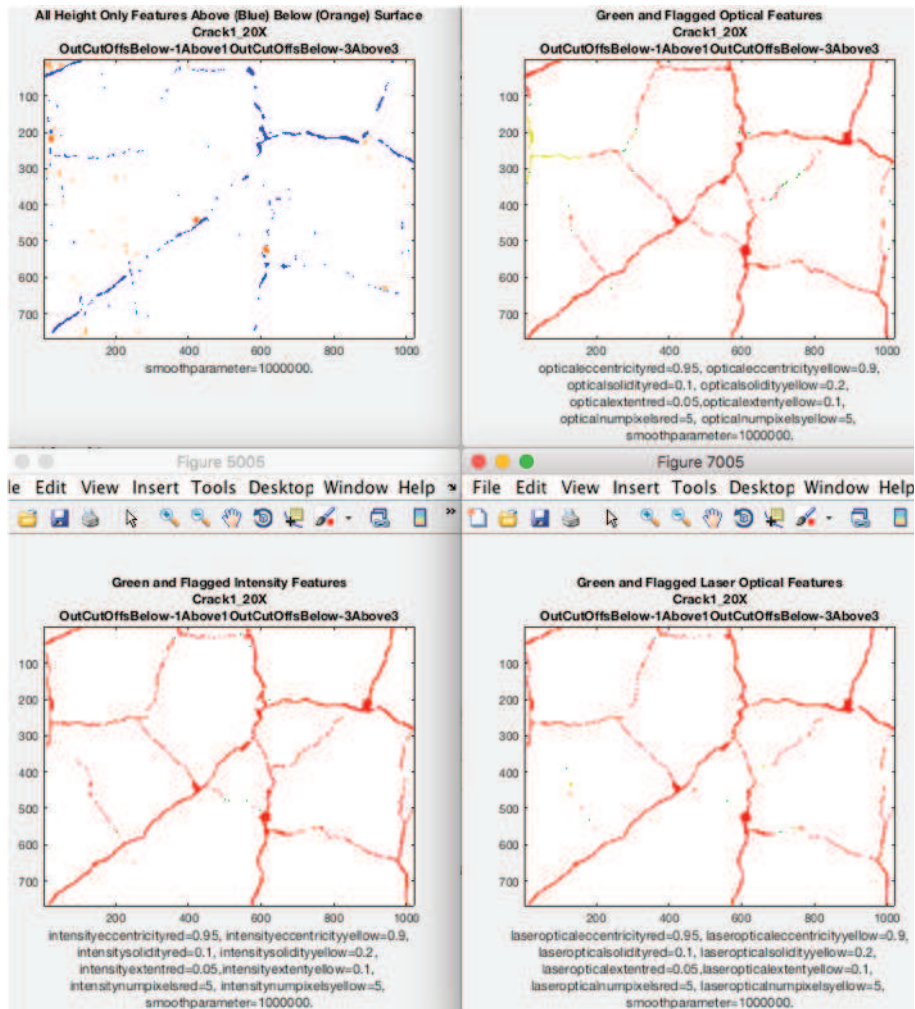 All Height Only Features Above (Blue) Below (Orange) Surface
Crack1_20X
OutCutOffsBelow-1Above1OutCutOffsBelow-3Above3
100
200
300
400
500
600
700
200
400
600
800
1000
smoothparameter=1000000.
Green and Flagged Optical Features
Crack1_20X
OutCutOffsBelow-1Above1OutCutOffsBelow-3Above3
100
200
300
400
500
600
700
200
400
600
800
1000
opticaleccentricityred=0.95, opticaleccentricityyellow=0.9,
opticalsolidityred=0.1, opticalsolidityyellow=0.2,
opticalextentred=0.05,opticalextentyellow=0.1,
opticalnumpixelsred=5, opticalnumpixelsyellow=5,
smoothparameter=1000000.
Figure 5005
le Edit View Insert Tools Desktop Window Help
Green and Flagged Intensity Features
Crack1_20X
OutCutOffsBelow-1Above1OutCutOffsBelow-3Above3
100
200
300
400
500
600
700
200
400
600
800
1000
intensityeccentricityred=0.95, intensityeccentricityyellow=0.9,
intensitysolidityred=0.1, intensitysolidityyellow=0.2,
intensityextentred=0.05,intensityextentyellow=0.1,
intensitynumpixelsred=5, intensitynumpixelsyellow=5,
smoothparameter=1000000.
Figure 7005
File Edit View Insert Tools Desktop Window Help
Green and Flagged Laser Optical Features
Crack1_20X
OutCutOffsBelow-1Above1OutCutOffsBelow-3Above3
100
200
300
400
500
600
700
200
400
600
800
1000
laseropticaleccentricityred=0.95, laseropticaleccentricityyellow=0.9,
laseropticalsolidityred=0.1, laseropticalsolidityyellow=0.2,
laseropticalextentred=0.05,laseropticalextentyellow=0.1,
laseropticalnumpixelsred=5, laseropticalnumpixelsyellow=5,
smoothparameter=1000000.